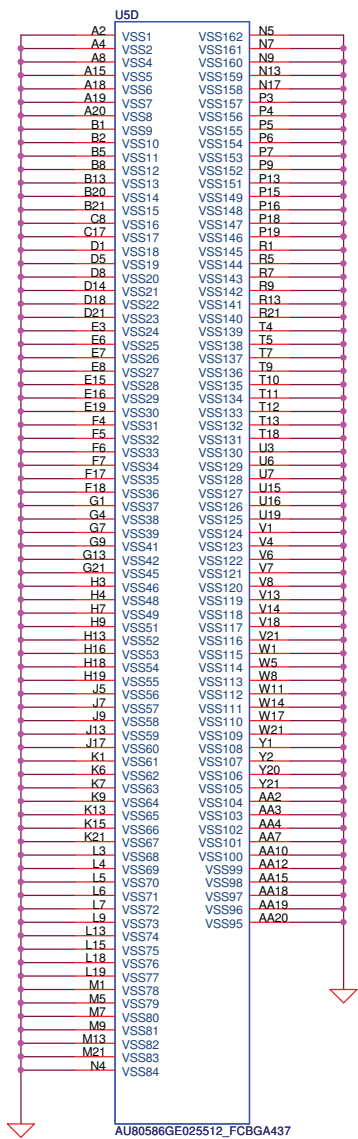 U5D
A2 VSS1 VSS162 N5
A4 VSS2 VSS161 N7
A8 VSS4 VSS160 N9
A15 VSS5 VSS159 N13
A18 VSS6 VSS158 N17
A19 VSS7 VSS157 P3
A20 VSS8 VSS156 P4
B1 VSS9 VSS155 P5
B2 VSS10 VSS154 P6
B5 VSS11 VSS153 P7
B8 VSS12 VSS152 P9
B13 VSS13 VSS151 P13
B20 VSS14 VSS149 P15
B21 VSS15 VSS148 P16
C8 VSS16 VSS147 P18
C17 VSS17 VSS146 P19
D1 VSS18 VSS145 R1
D5 VSS19 VSS144 R5
D8 VSS20 VSS143 R7
D14 VSS21 VSS142 R9
D18 VSS22 VSS141 R13
D21 VSS23 VSS140 R21
E3 VSS24 VSS139 T4
E6 VSS25 VSS138 T5
E7 VSS26 VSS137 T7
E8 VSS27 VSS136 T9
E15 VSS28 VSS135 T10
E16 VSS29 VSS134 T11
E19 VSS30 VSS133 T12
F4 VSS31 VSS132 T13
F5 VSS32 VSS131 T18
F6 VSS33 VSS130 U3
F7 VSS34 VSS129 U6
F17 VSS35 VSS128 U7
F18 VSS36 VSS127 U15
G1 VSS37 VSS126 U16
G4 VSS38 VSS125 U19
G7 VSS39 VSS124 V1
G9 VSS41 VSS123 V4
G13 VSS42 VSS122 V6
G21 VSS45 VSS121 V7
H3 VSS46 VSS120 V8
H4 VSS48 VSS119 V13
H7 VSS49 VSS118 V14
H9 VSS51 VSS117 V18
H13 VSS52 VSS116 V21
H16 VSS53 VSS115 W1
H18 VSS54 VSS114 W5
H19 VSS55 VSS113 W8
J5 VSS56 VSS112 W11
J7 VSS57 VSS111 W14
J9 VSS58 VSS110 W17
J13 VSS59 VSS109 W21
J17 VSS60 VSS108 Y1
K1 VSS61 VSS107 Y2
K6 VSS62 VSS106 Y20
K7 VSS63 VSS105 Y21
K9 VSS64 VSS104 AA2
K13 VSS65 VSS103 AA3
K15 VSS66 VSS102 AA4
K21 VSS67 VSS101 AA7
L3 VSS68 VSS100 AA10
L4 VSS69 VSS99 AA12
L5 VSS70 VSS98 AA15
L6 VSS71 VSS97 AA18
L7 VSS72 VSS96 AA19
L9 VSS73 VSS95 AA20
L13 VSS74
L15 VSS75
L18 VSS76
L19 VSS77
M1 VSS78
M5 VSS79
M7 VSS80
M9 VSS81
M13 VSS82
M21 VSS83
N4 VSS84
AU80586GE025512_FCBGA437